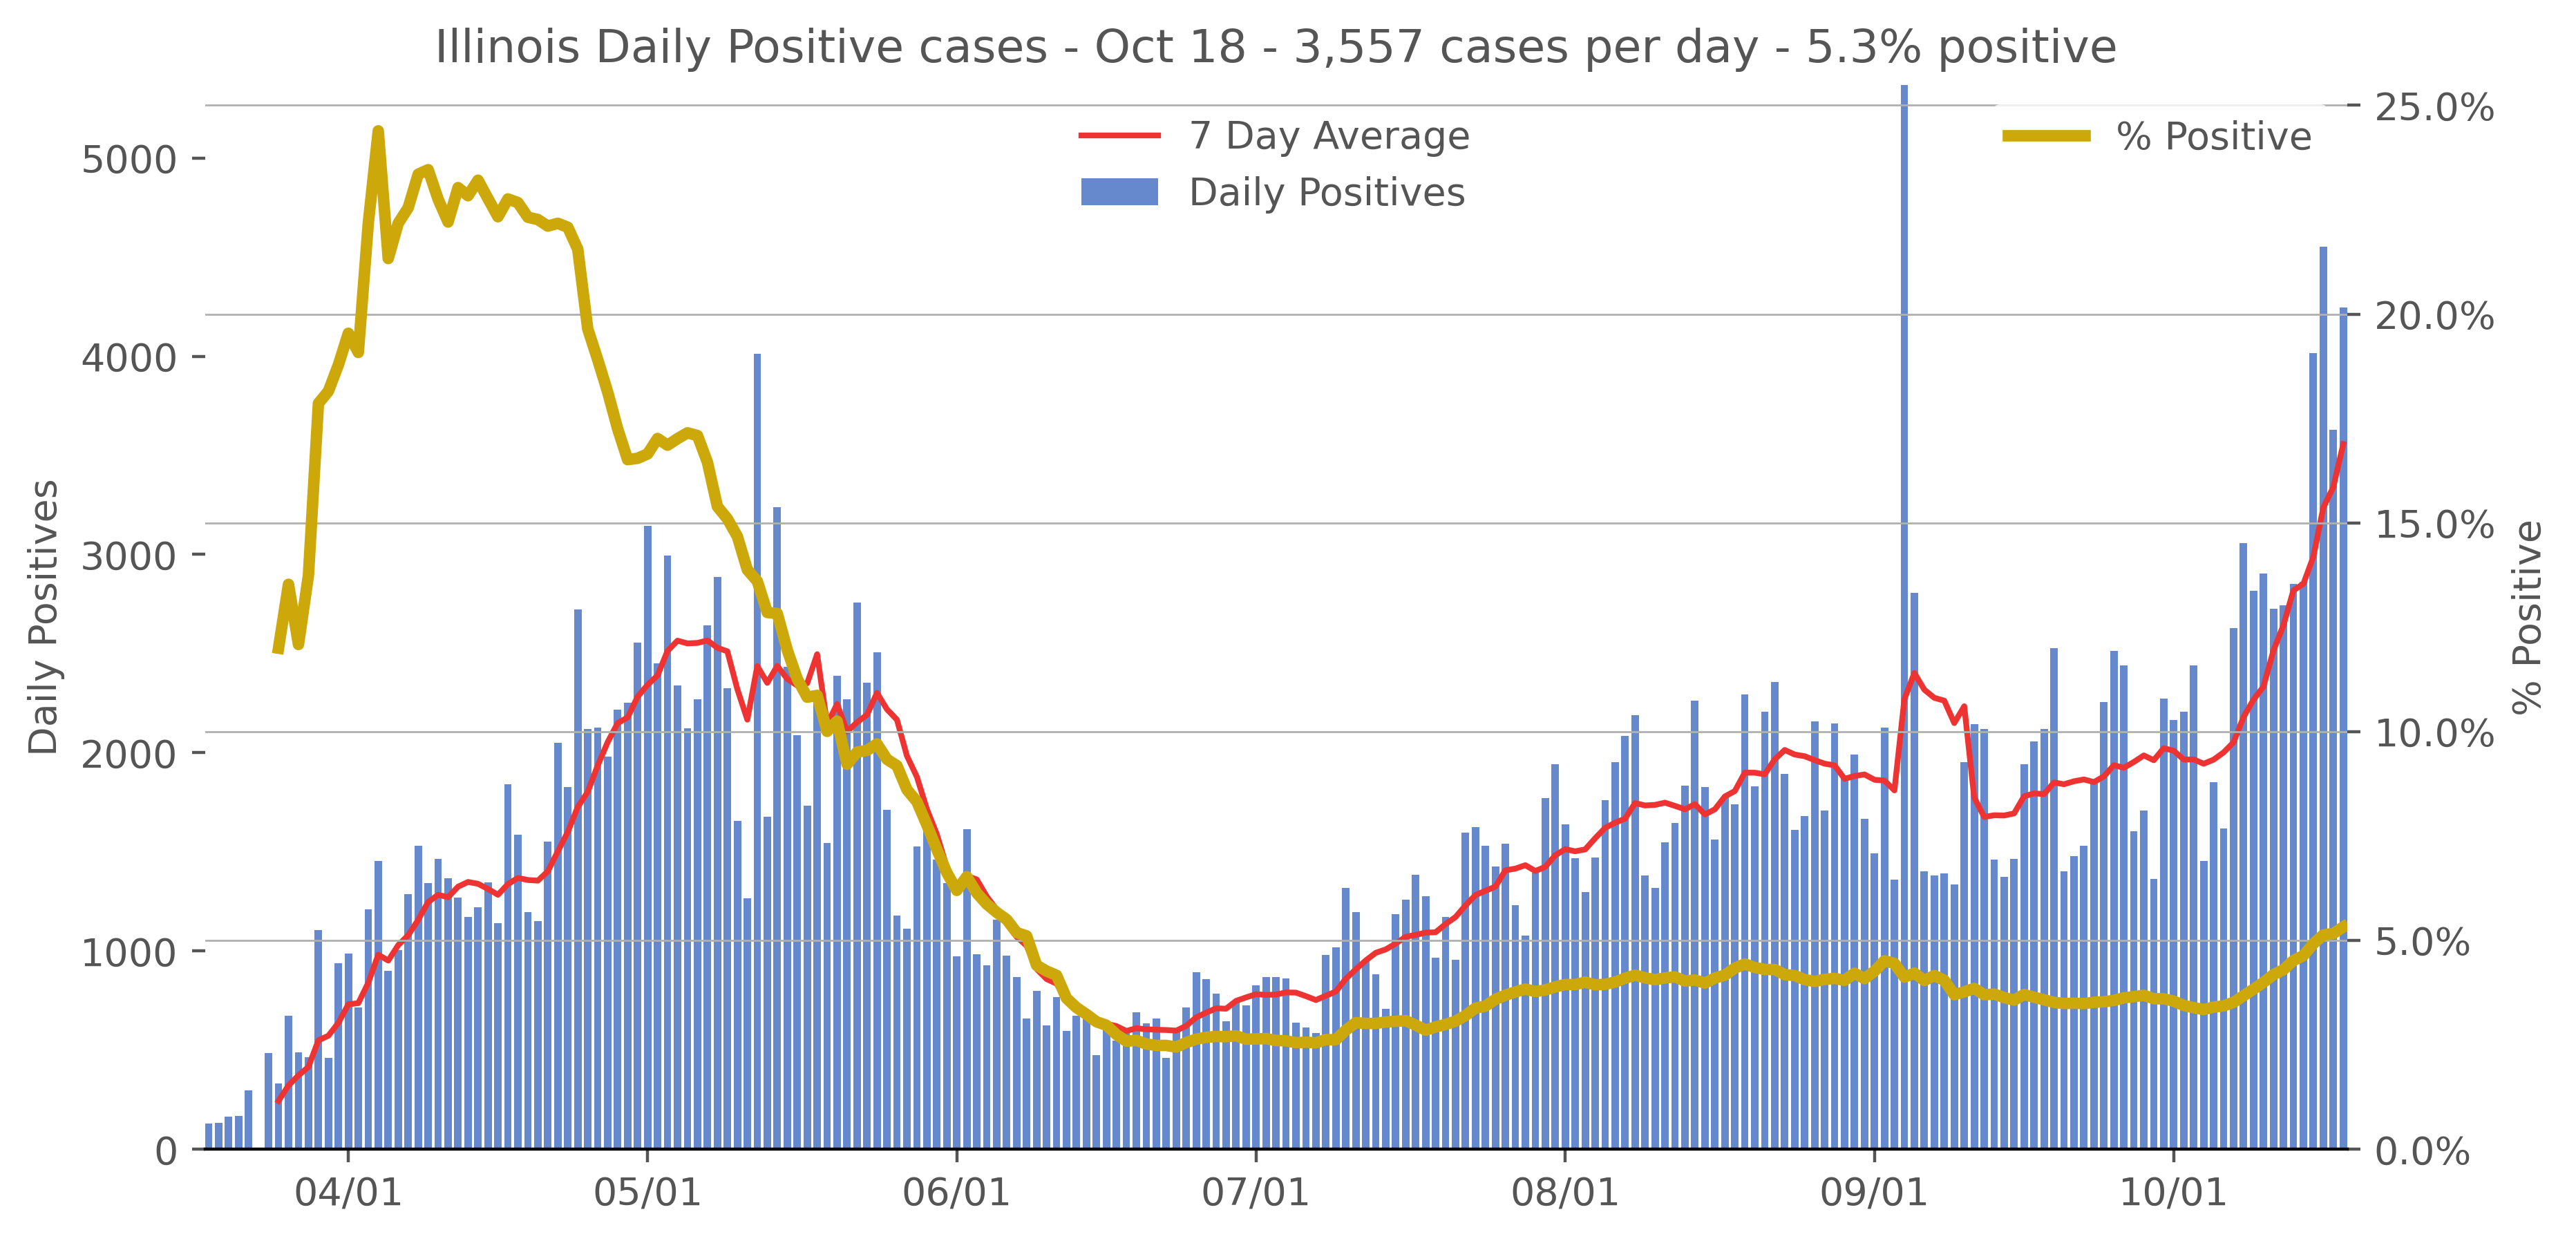 Illinois Daily Positive cases - Oct 18 - 3,557 cases per day - 5.3% positive
7 Day Average
Daily Positives
% Positive
Daily Positives
5000
4000
3000
2000
1000
0
25.0%
20.0%
15.0%
10.0%
5.0%
0.0%
% Positive
04/01 05/01 06/01 07/01 08/01 09/01 10/01